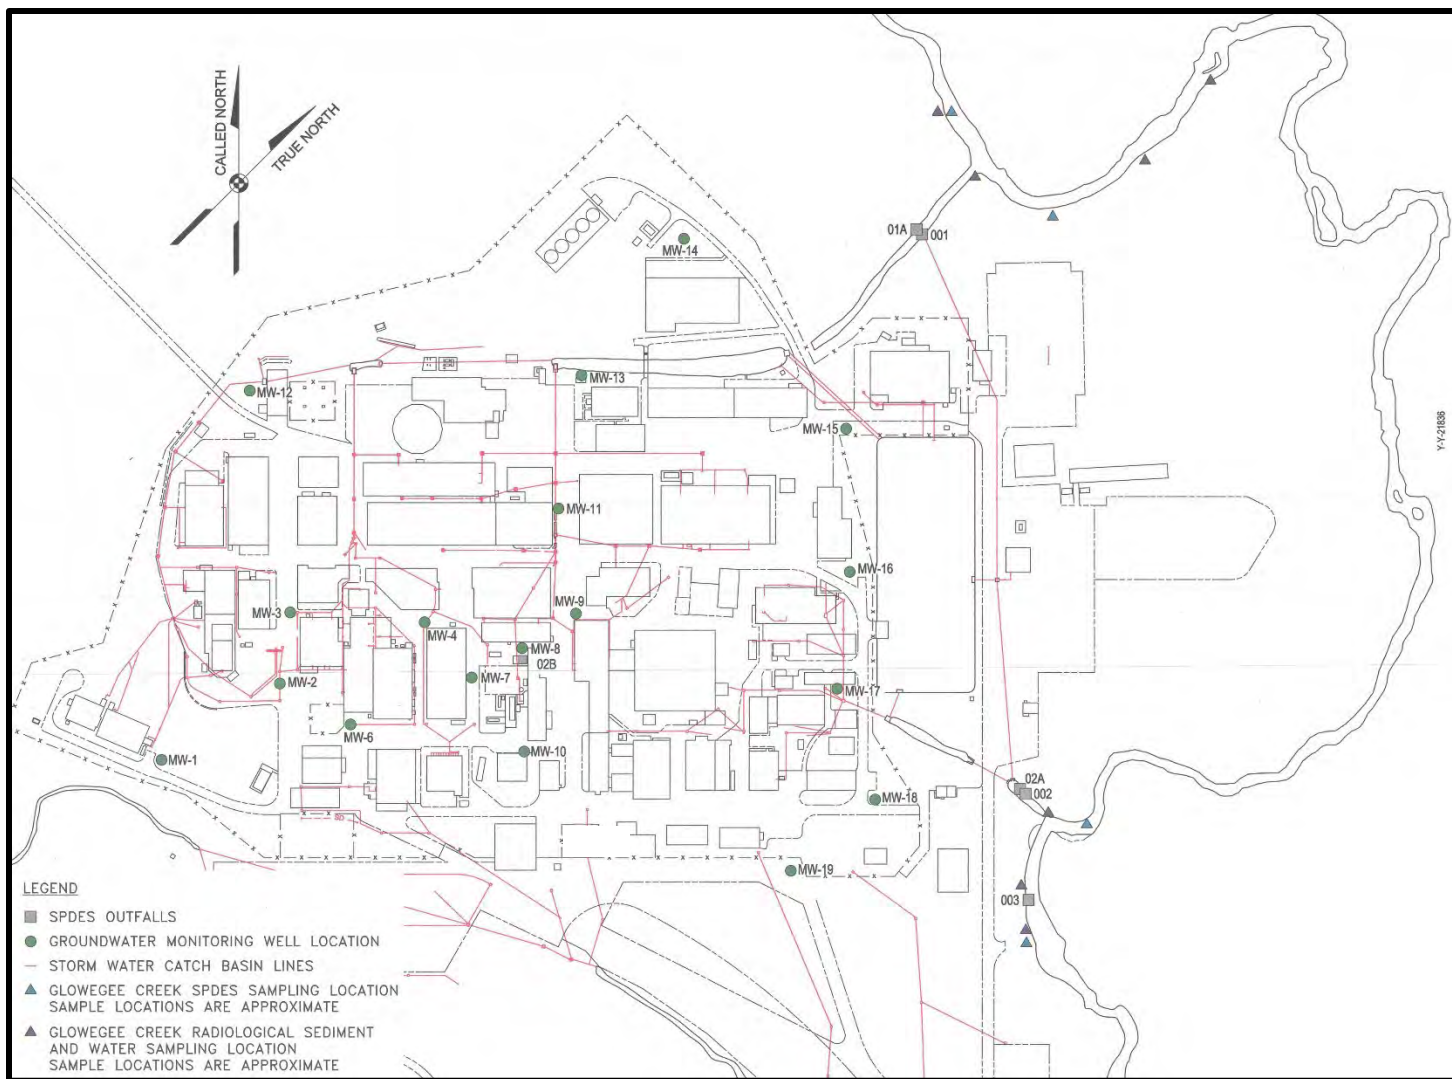 CALLED NORTH
TRUE NORTH
01A
001
MW-14
MW-13
MW-12
MW-15
Y-Y-21836
MW-11
MW-16
MW-3
MW-9
MW-4
MW-8
02B
MW-2
MW-7
MW-17
MW-6
MW-1
MW-10
02A
002
MW-18
MW-19
003
LEGEND
SPDES OUTFALLS
GROUNDWATER MONITORING WELL LOCATION
STORM WATER CATCH BASIN LINES
GLOWEGEE CREEK SPDES SAMPLING LOCATION
SAMPLE LOCATIONS ARE APPROXIMATE
GLOWEGEE CREEK RADIOLOGICAL SEDIMENT
AND WATER SAMPLING LOCATION
SAMPLE LOCATIONS ARE APPROXIMATE